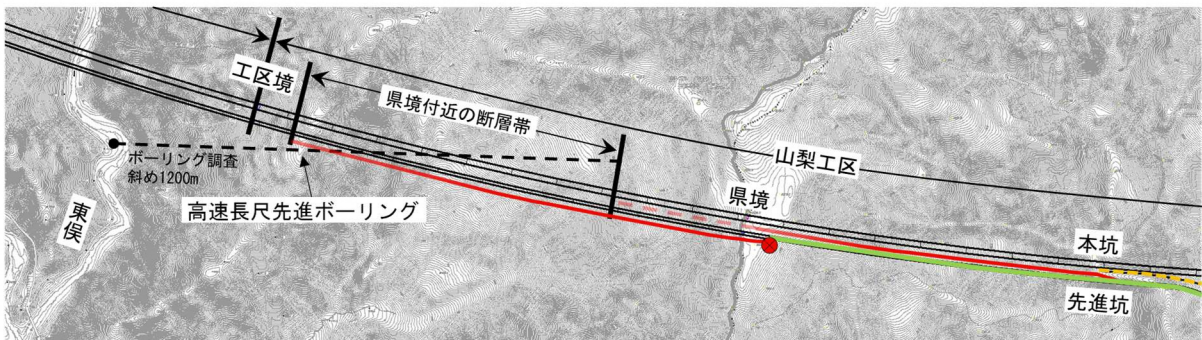 工区境
県境付近の断層帯
山梨工区
ボーリング調査
斜め1200m
県境
高速長尺先進ボーリング
東俣
本坑
先進坑